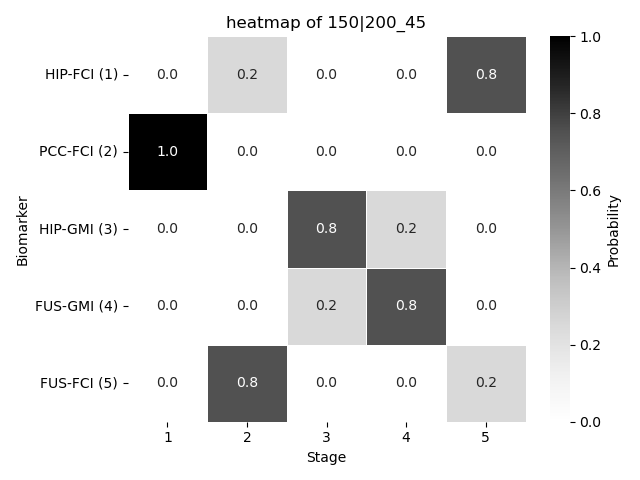 heatmap of 150|200_45
HIP-FCI (1)
0.0 0.2 0.0 0.0 0.8
PCC-FCI (2)
1.0 0.0 0.0 0.0 0.0
HIP-GMI (3)
0.0 0.0 0.8 0.2 0.0
FUS-GMI (4)
0.0 0.0 0.2 0.8 0.0
FUS-FCI (5)
0.0 0.8 0.0 0.0 0.2
1 2 3 4 5
Stage
Biomarker
1.0
0.8
0.6
0.4
0.2
0.0
Probability